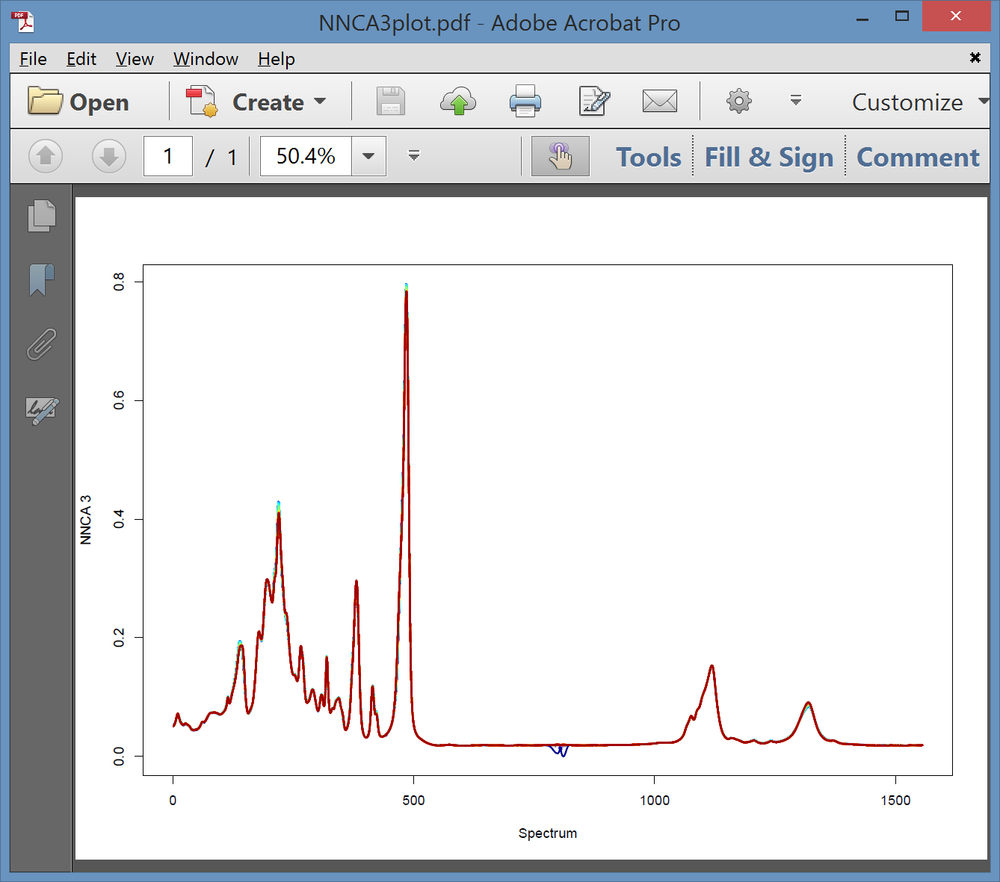 NNCA3plot.pdf - Adobe Acrobat Pro
File Edit View Window Help
Open Create Customize
1 / 1 50.4% Tools Fill & Sign Comment
0.8
0.6
0.4
0.2
0.0
NNCA 3
0 500 1000 1500
Spectrum